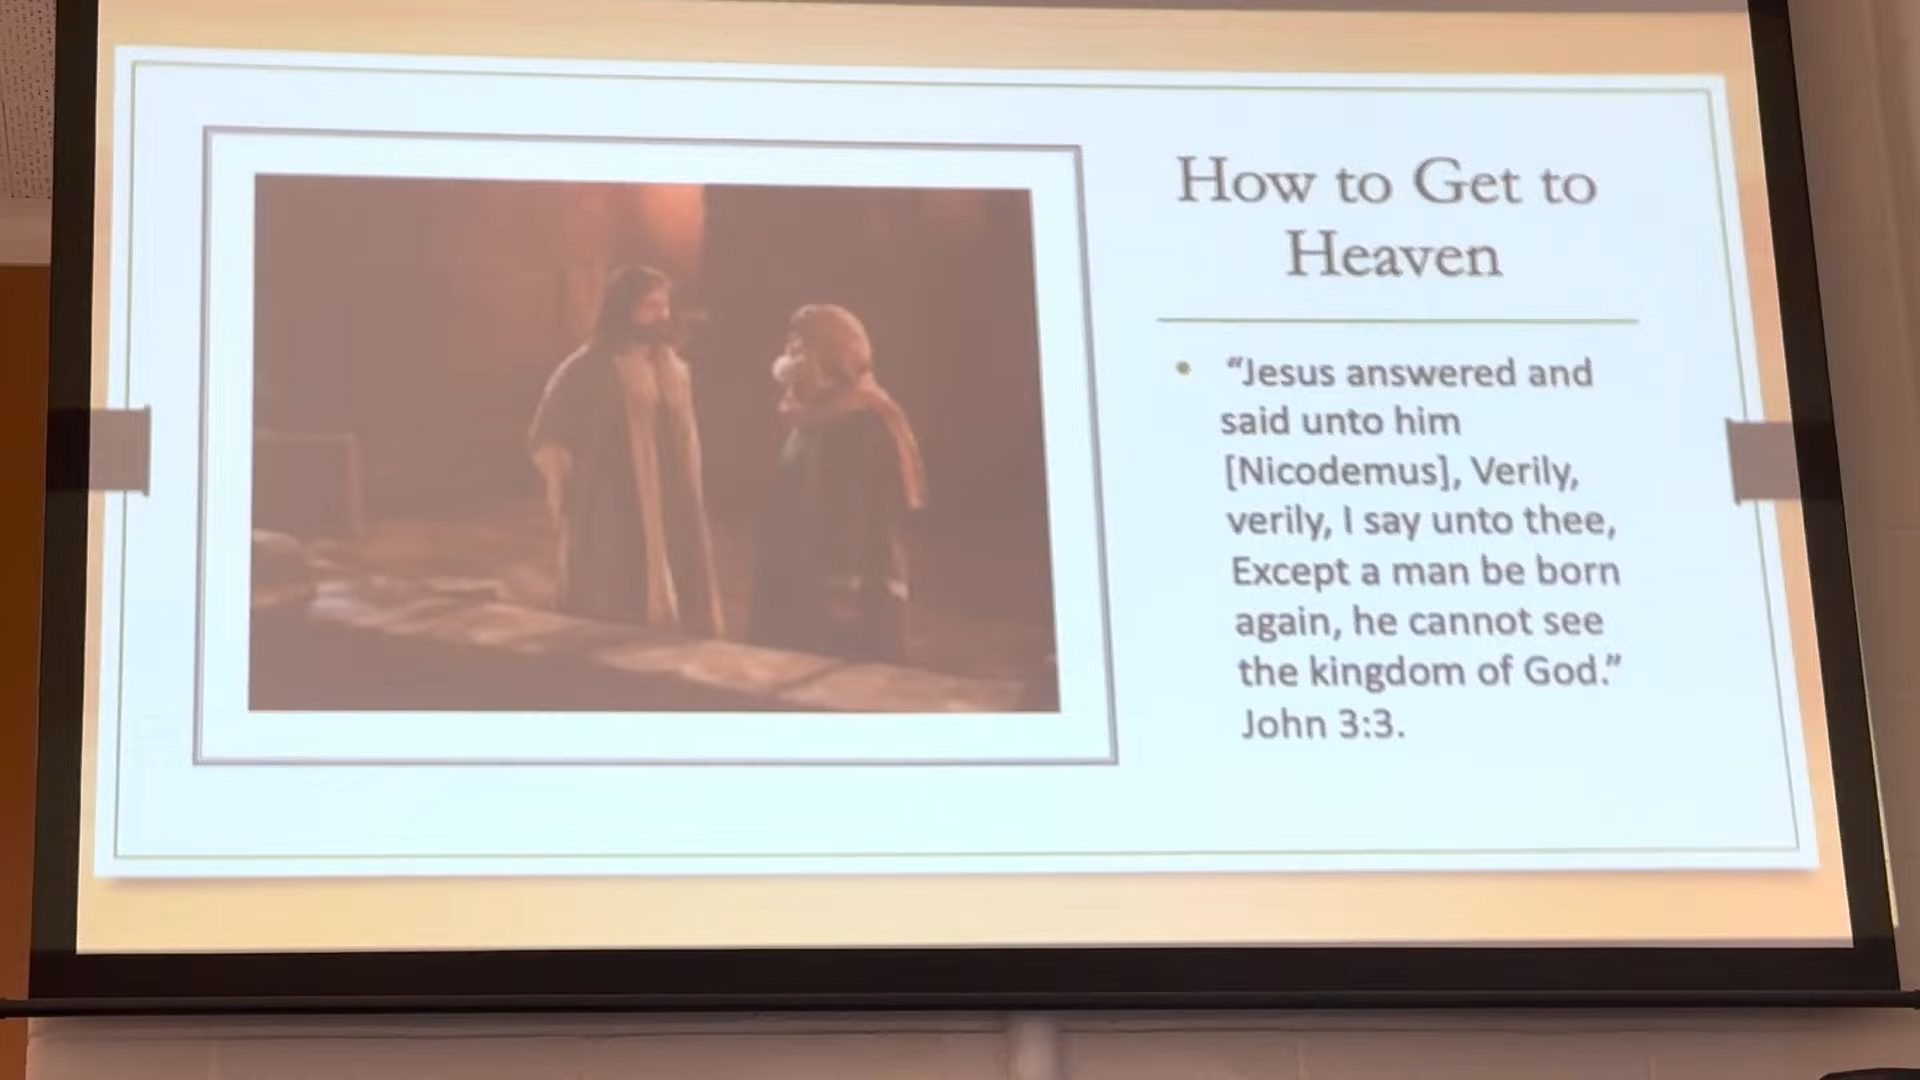 How to Get to
Heaven
• “Jesus answered and
said unto him
[Nicodemus], Verily,
verily, I say unto thee,
Except a man be born
again, he cannot see
the kingdom of God.”
John 3:3.